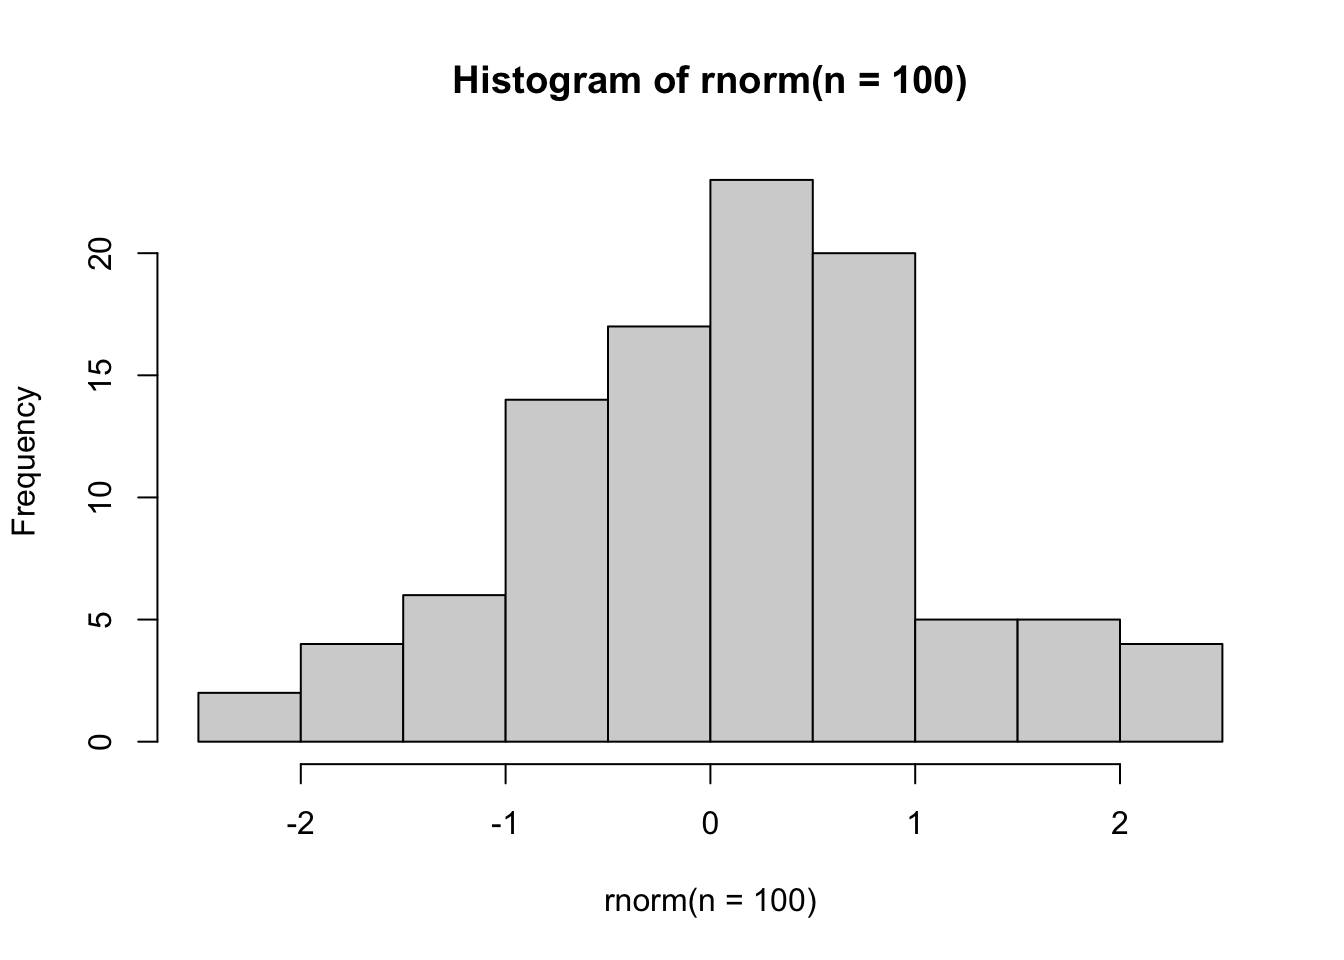 Histogram of rnorm(n = 100)
Frequency
20
15
10
5
0
-2 -1 0 1 2
rnorm(n = 100)